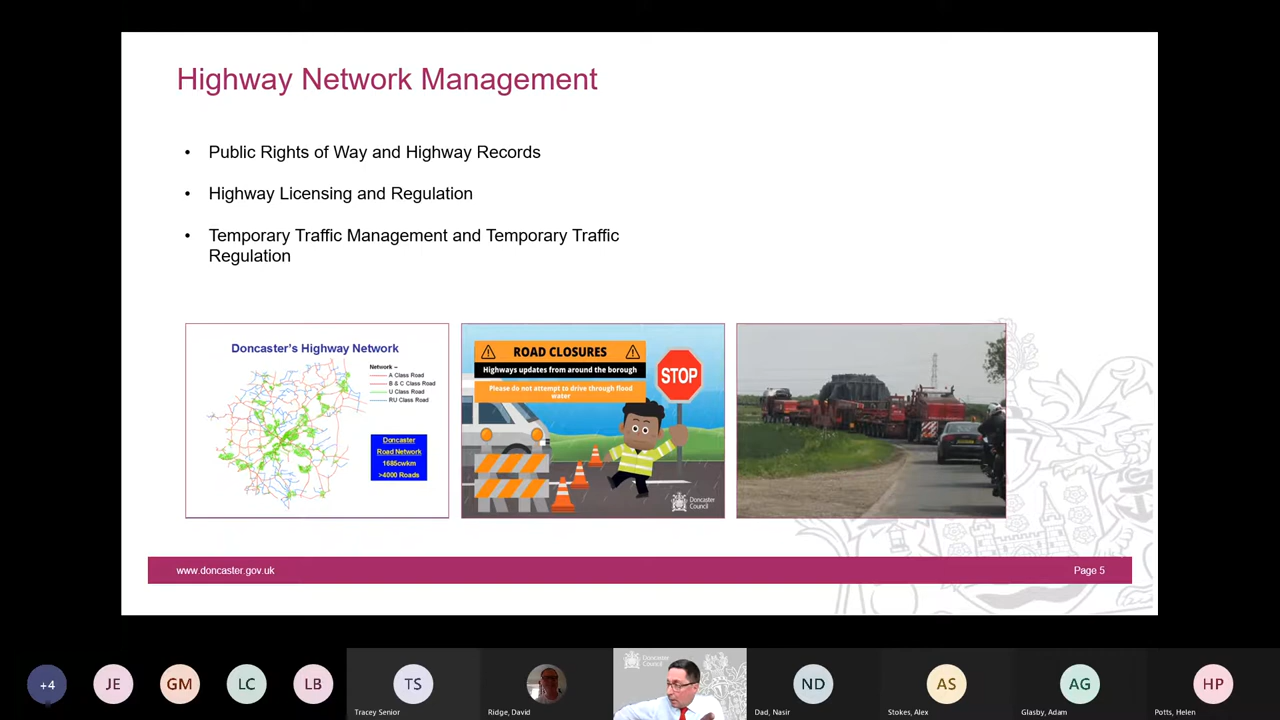 Highway Network Management
• Public Rights of Way and Highway Records
• Highway Licensing and Regulation
• Temporary Traffic Management and Temporary Traffic
Regulation
Doncaster's Highway Network
Network –
A Class Road
B & C Class Road
U Class Road
RU Class Road
Doncaster
Road Network
1685cwkm
>4000 Roads
ROAD CLOSURES
Highways updates from around the borough
Please do not attempt to drive through flood
water
STOP
Doncaster
Council
www.doncaster.gov.uk
Page 5
+4
JE
GM
LC
LB
TS
Tracey Senior
Ridge, David
Doncaster
Council
ND
Dad, Nasir
AS
Stokes, Alex
AG
Glasby, Adam
HP
Potts, Helen